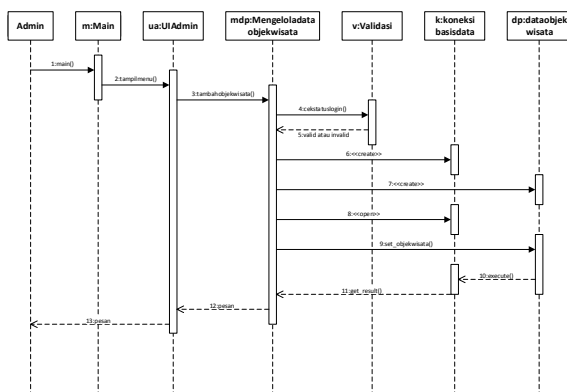 Admin
m:Main
ua:UIAdmin
mdp:Mengeloladata
objekwisata
v:Validasi
k:koneksi
basisdata
dp:dataobjek
wisata
1:main()
2:tampilmenu()
3:tambahobjekwisata()
4:cekstatuslogin()
5:valid atau invalid
6:<<create>>
7:<<create>>
8:<<open>>
9:set_objekwisata()
10:execute()
11:get_result()
12:pesan
13:pesan